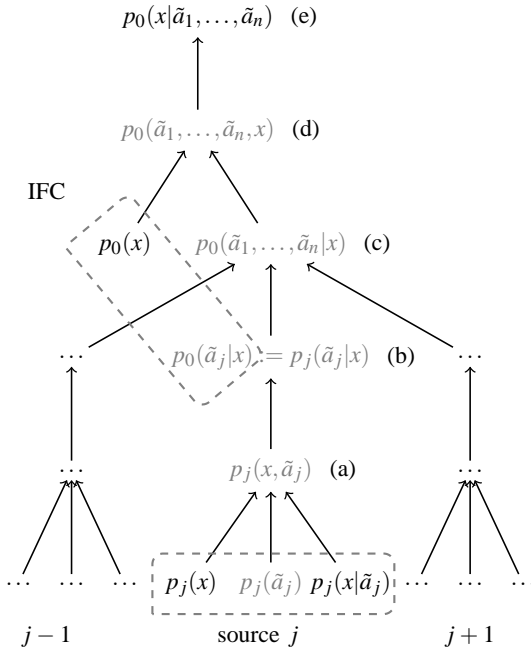 p₀(x|ã₁,...,ãₙ) (e)
p₀(ã₁,...,ãₙ,x) (d)
IFC
p₀(x) p₀(ã₁,...,ãₙ|x) (c)
... p₀(ãⱼ|x) := pⱼ(ãⱼ|x) (b) ...
... pⱼ(x,ãⱼ) (a) ...
... ... ... pⱼ(x) pⱼ(ãⱼ) pⱼ(x|ãⱼ) ... ... ...
j − 1 source j j + 1